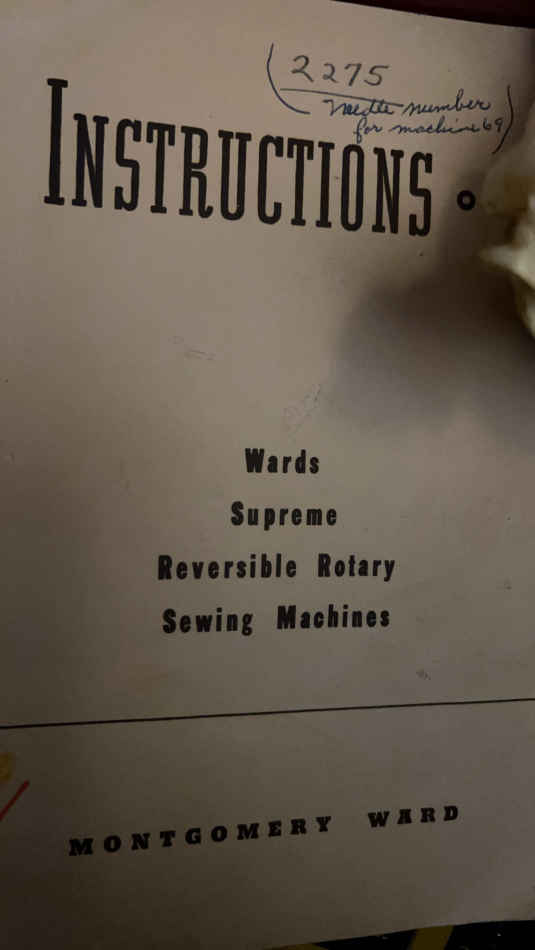 (2275
Needle number
for machine 69)
INSTRUCTIONS •
Wards
Supreme
Reversible Rotary
Sewing Machines
MONTGOMERY WARD